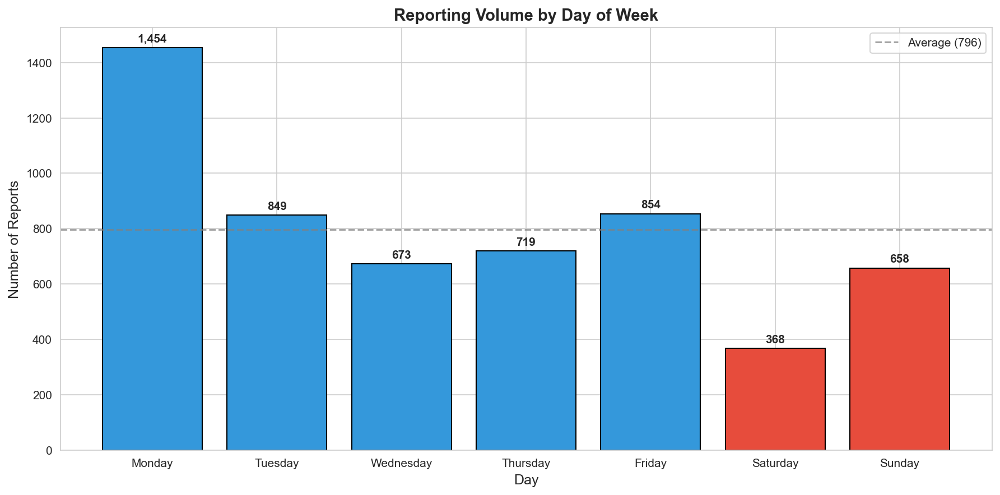 Reporting Volume by Day of Week
Average (796)
1,454
849
673
719
854
368
658
1400
1200
1000
800
600
400
200
0
Number of Reports
Monday
Tuesday
Wednesday
Thursday
Friday
Saturday
Sunday
Day